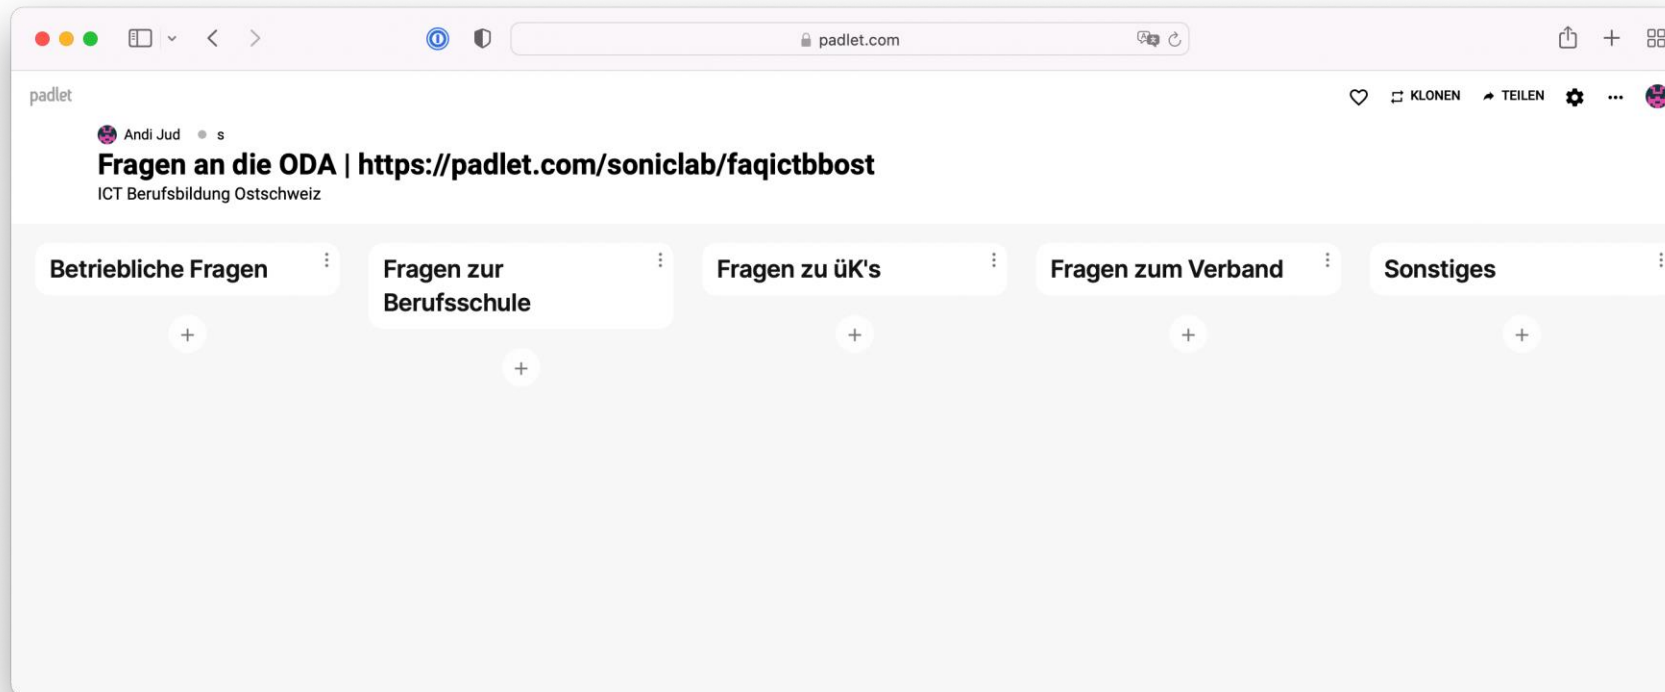 padlet.com
padlet
KLONEN
TEILEN
Andi Jud s
Fragen an die ODA | https://padlet.com/soniclab/faqictbbost
ICT Berufsbildung Ostschweiz
Betriebliche Fragen
Fragen zur
Berufsschule
Fragen zu üK's
Fragen zum Verband
Sonstiges